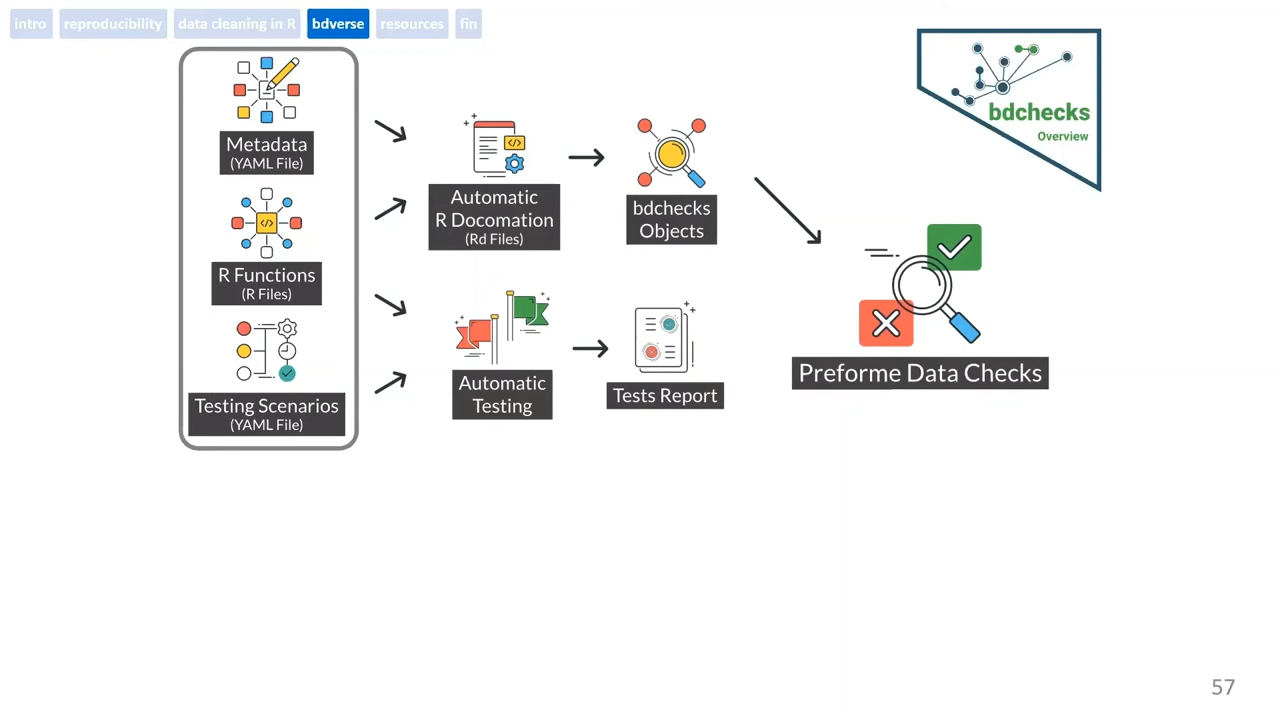 intro
reproducibility
data cleaning in R
bdverse
resources
fin
Metadata
(YAML File)
R Functions
(R Files)
Testing Scenarios
(YAML File)
Automatic
R Docomation
(Rd Files)
bdchecks
Objects
Automatic
Testing
Tests Report
Preforme Data Checks
bdchecks
Overview
57